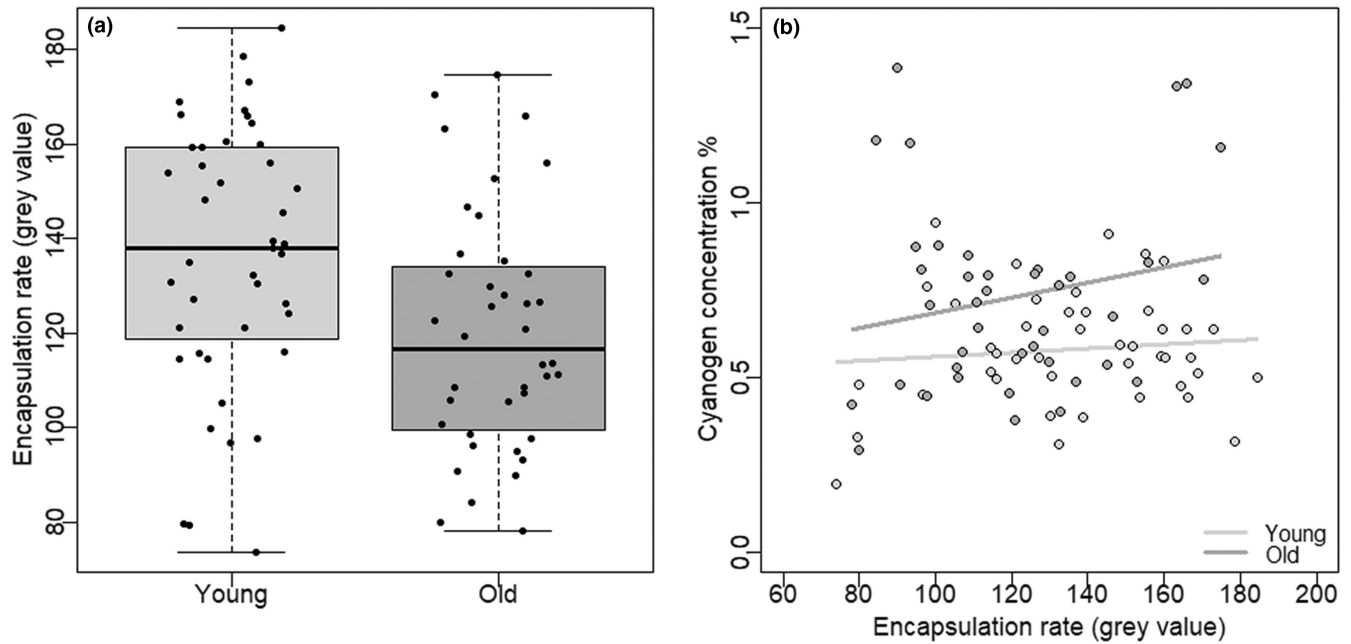 (a)
Encapsulation rate (grey value)
180
160
140
120
100
80
Young
Old
(b)
Cyanogen concentration %
1.5
1.0
0.5
0.0
60 80 100 120 140 160 180 200
Encapsulation rate (grey value)
Young
Old